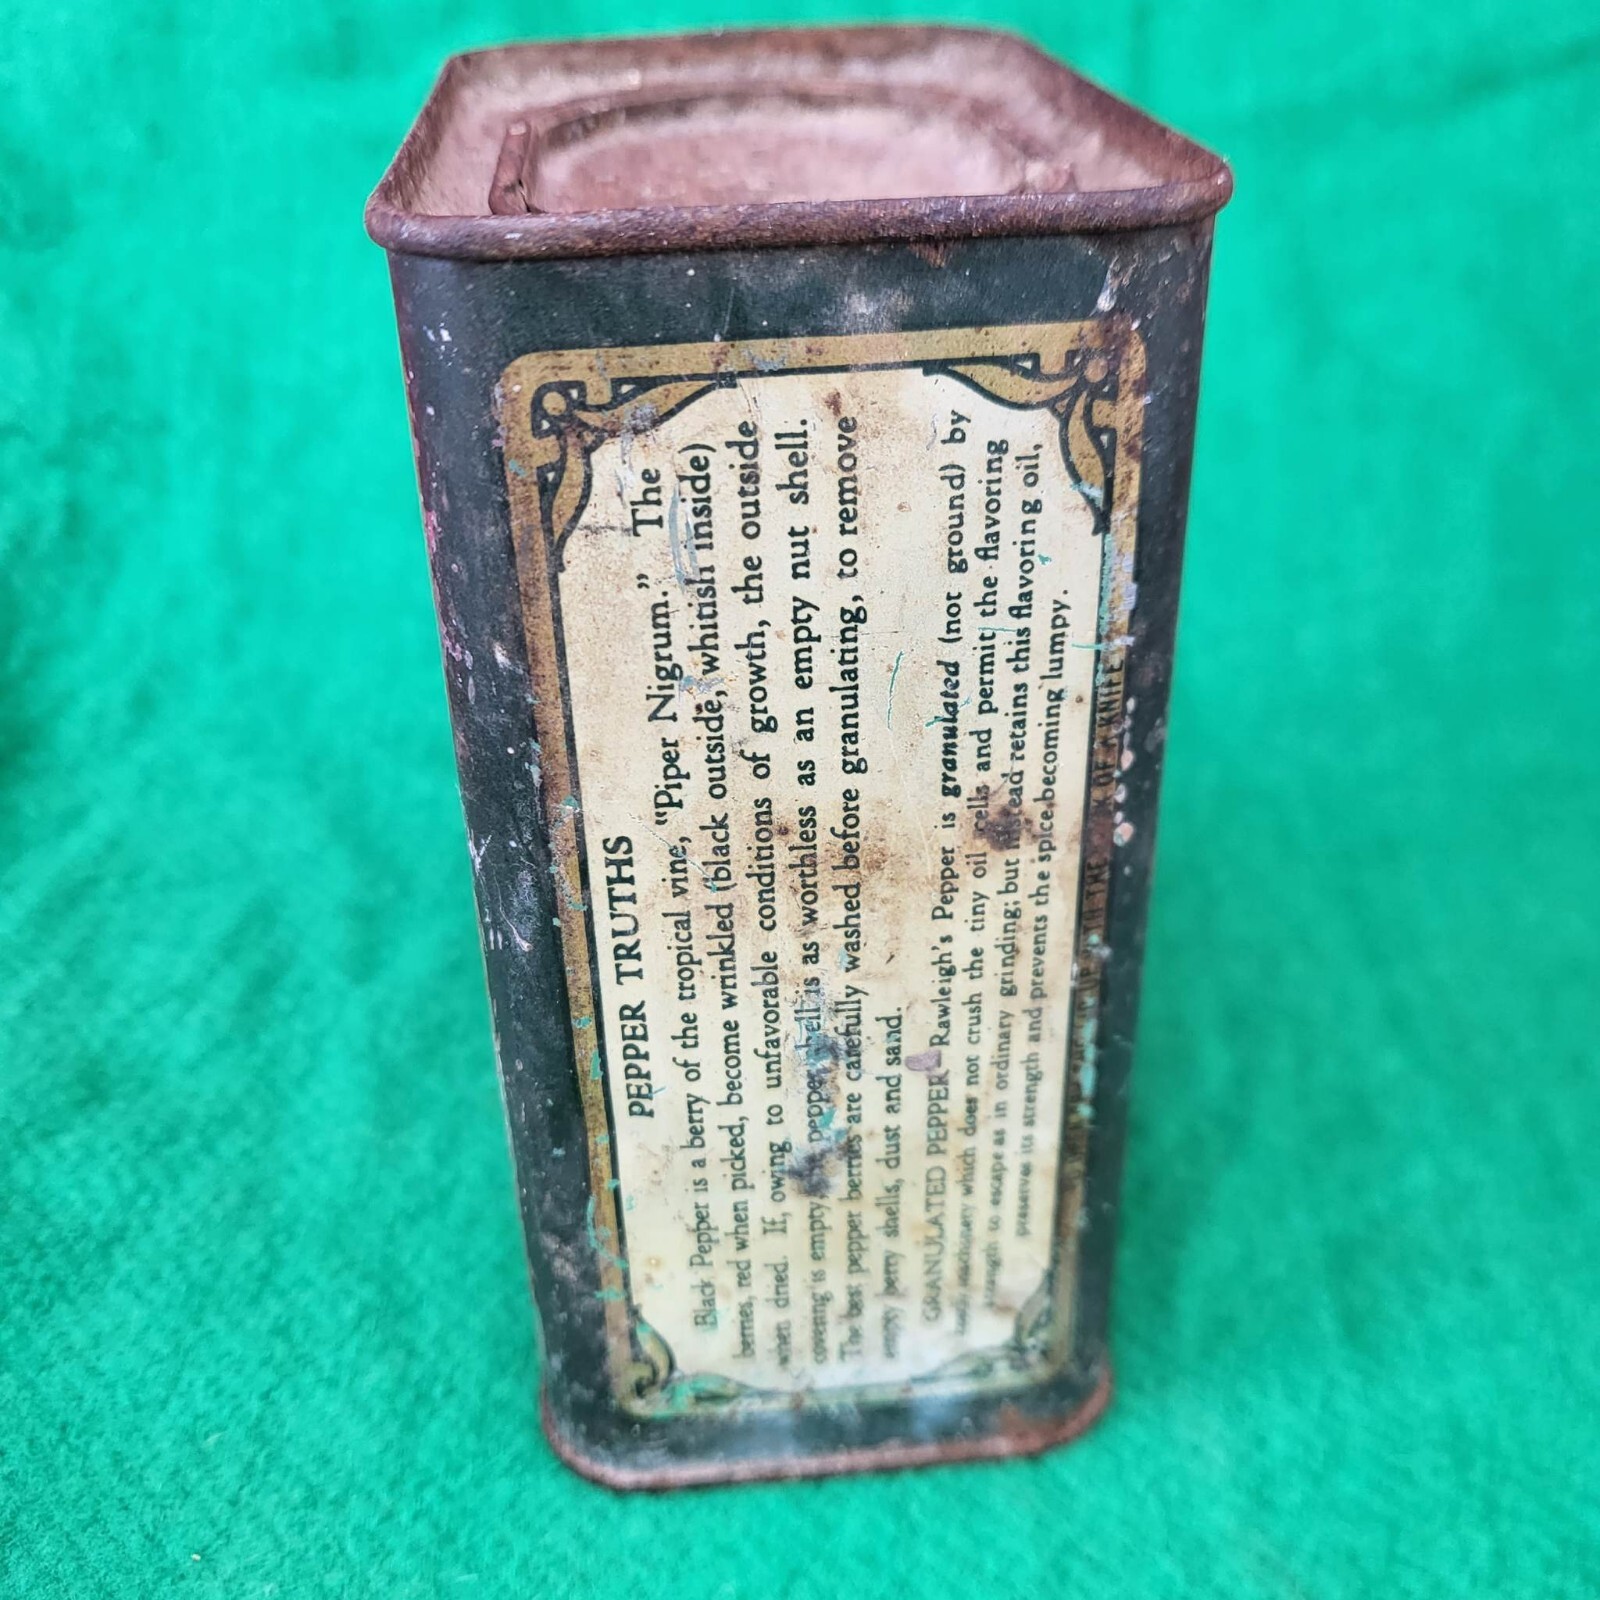 PEPPER TRUTHS
Black Pepper is a berry of the tropical vine, "Piper Nigrum." The
berries, red when picked, become wrinkled (black outside, whitish inside)
when dried. If, owing to unfavorable conditions of growth, the outside
covering is empty, pepper shell is as worthless as an empty nut shell.
The best pepper berries are carefully washed before granulating, to remove
empty berry shells, dust and sand.
GRANULATED PEPPER—Rawleigh's Pepper is granulated (not ground) by
machinery which does not crush the tiny oil cells and permit the flavoring
strength to escape as in ordinary grinding; but instead retains this flavoring oil,
preserves its strength and prevents the spice becoming lumpy.
UP WITH THE OF A KNIFE